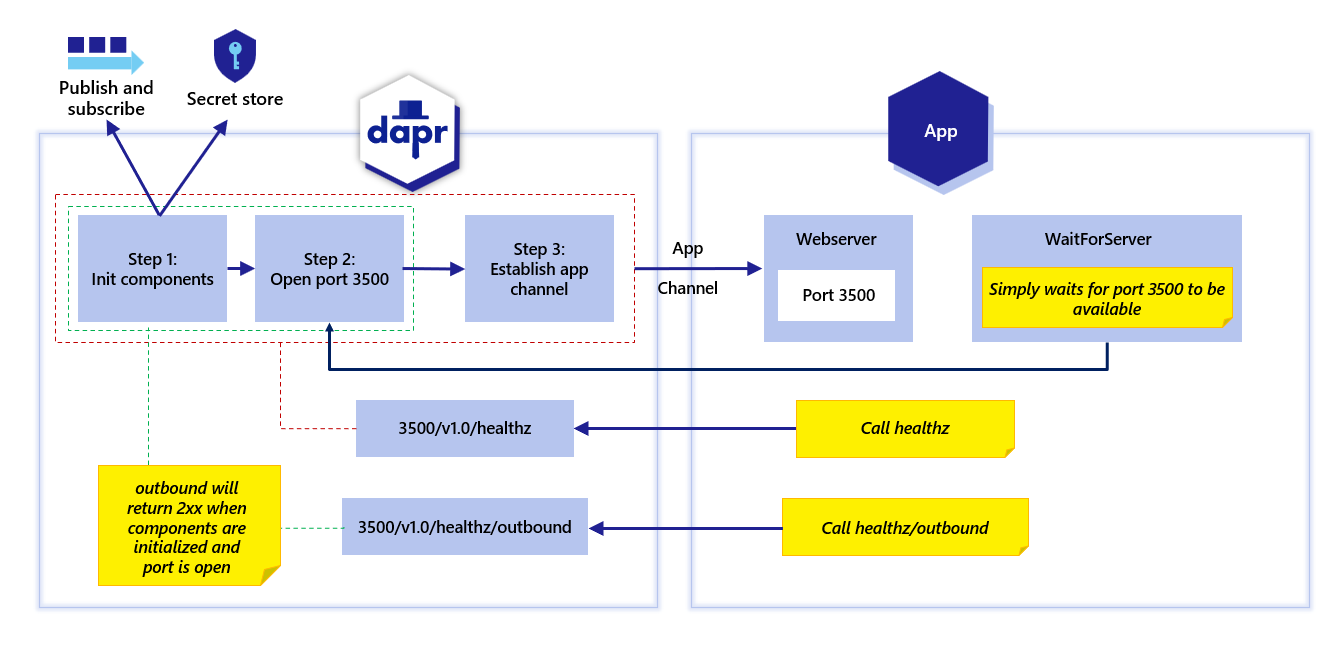 Publish and
subscribe
Secret store
dapr
App
Step 1:
Init components
Step 2:
Open port 3500
Step 3:
Establish app
channel
App
Channel
Webserver
Port 3500
WaitForServer
Simply waits for port 3500 to be
available
3500/v1.0/healthz
Call healthz
outbound will
return 2xx when
components are
initialized and
port is open
3500/v1.0/healthz/outbound
Call healthz/outbound